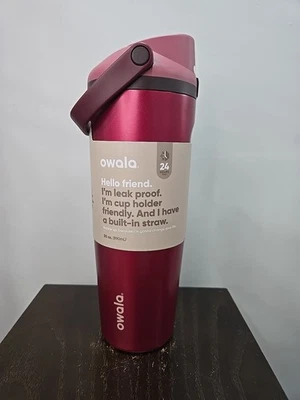 owala.
24
Hello friend.
I'm leak proof.
I'm cup holder
friendly. And I have
a built-in straw.
owala.